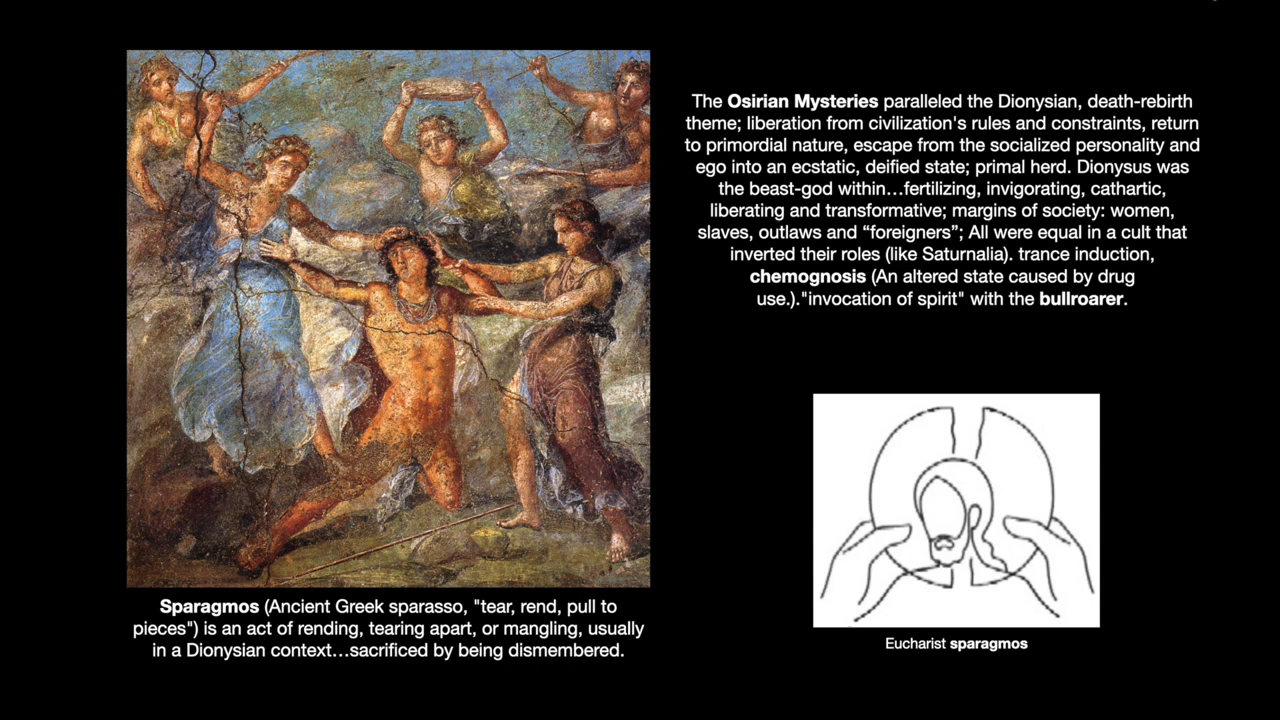 The Osirian Mysteries paralleled the Dionysian, death-rebirth
theme; liberation from civilization's rules and constraints, return
to primordial nature, escape from the socialized personality and
ego into an ecstatic, deified state; primal herd. Dionysus was
the beast-god within…fertilizing, invigorating, cathartic,
liberating and transformative; margins of society: women,
slaves, outlaws and “foreigners”; All were equal in a cult that
inverted their roles (like Saturnalia). trance induction,
chemognosis (An altered state caused by drug
use.)."invocation of spirit" with the bullroarer.
Sparagmos (Ancient Greek sparasso, "tear, rend, pull to
pieces") is an act of rending, tearing apart, or mangling, usually
in a Dionysian context…sacrificed by being dismembered.
Eucharist sparagmos